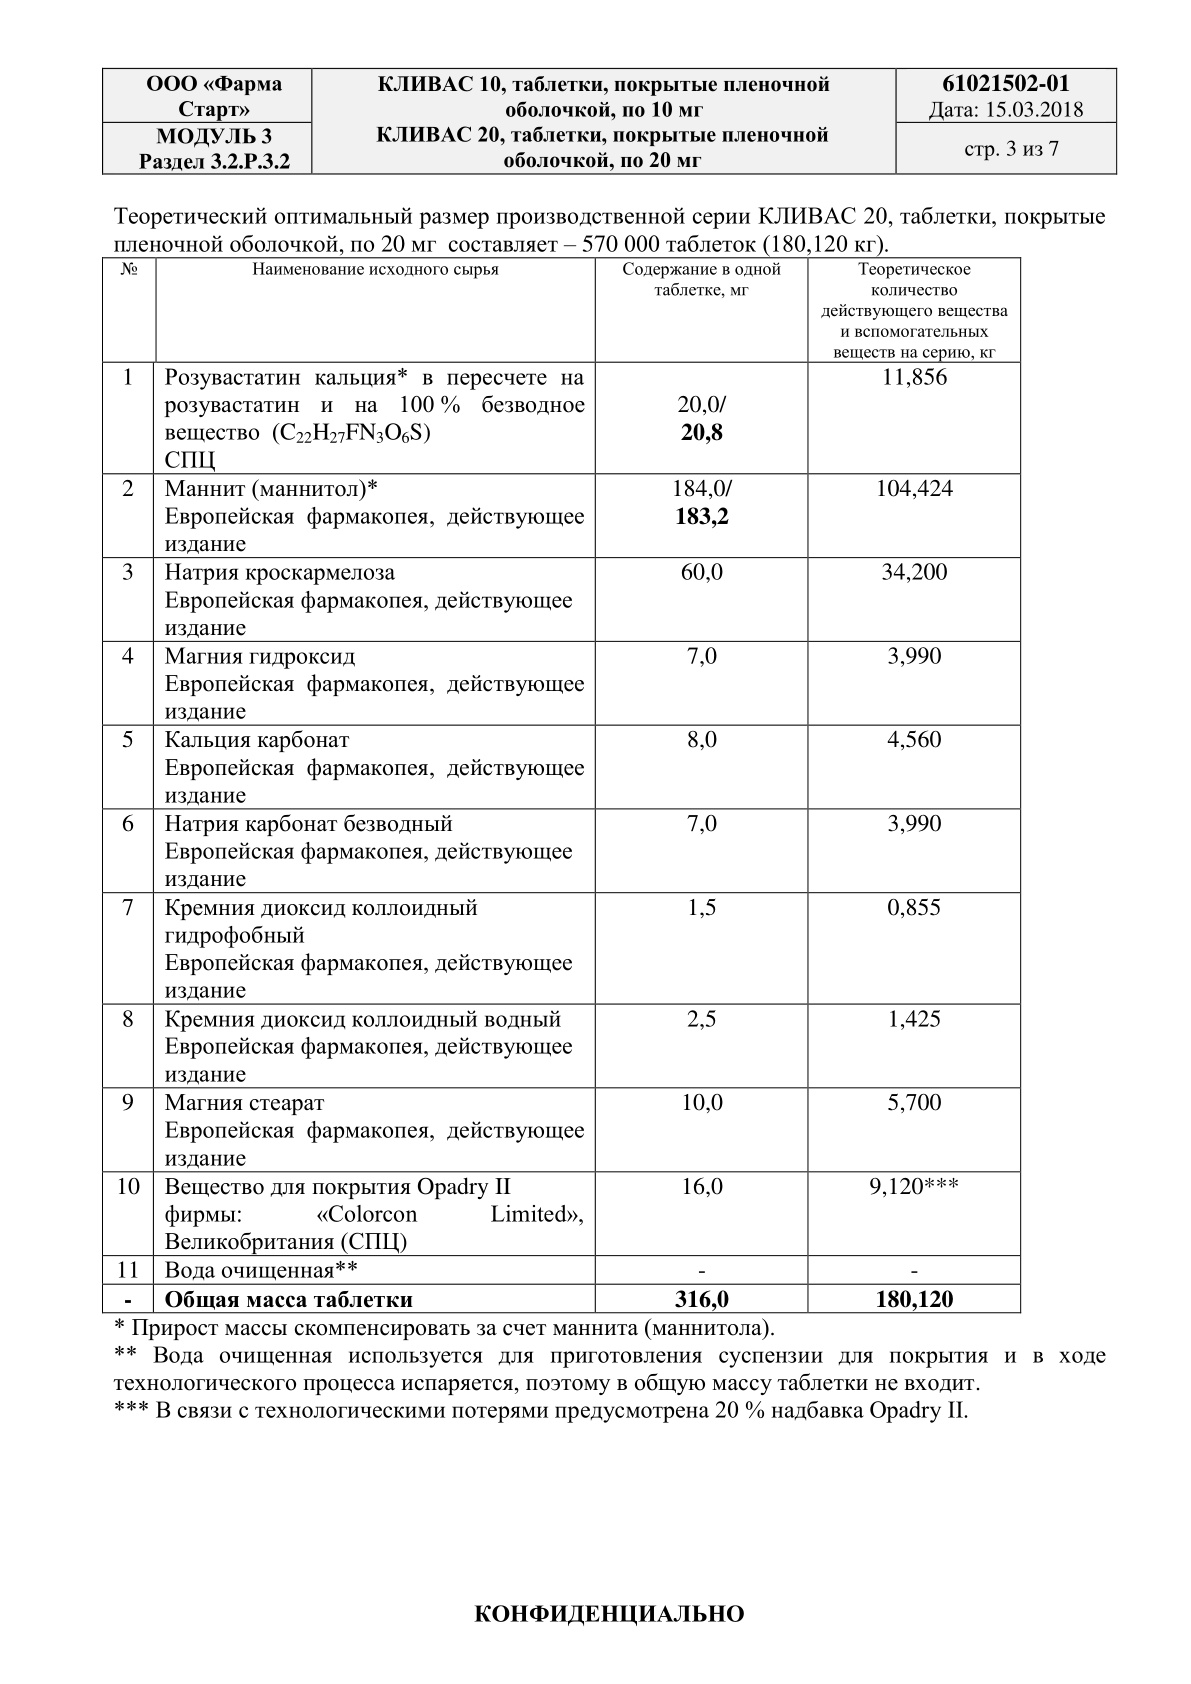 ООО «Фарма
Старт»
МОДУЛЬ 3
Раздел 3.2.Р.3.2
КЛИВАС 10, таблетки, покрытые пленочной
оболочкой, по 10 мг
КЛИВАС 20, таблетки, покрытые пленочной
оболочкой, по 20 мг
61021502-01
Дата: 15.03.2018
стр. 3 из 7
Теоретический оптимальный размер производственной серии КЛИВАС 20, таблетки, покрытые
пленочной оболочкой, по 20 мг составляет – 570 000 таблеток (180,120 кг).
№
Наименование исходного сырья
Содержание в одной
таблетке, мг
Теоретическое
количество
действующего вещества
и вспомогательных
веществ на серию, кг
1
Розувастатин кальция* в пересчете на
розувастатин и на 100 % безводное
вещество (C₂₂H₂₇FN₃O₆S)
СПЦ
20,0/
20,8
11,856
2
Маннит (маннитол)*
Европейская фармакопея, действующее
издание
184,0/
183,2
104,424
3
Натрия кроскармелоза
Европейская фармакопея, действующее
издание
60,0
34,200
4
Магния гидроксид
Европейская фармакопея, действующее
издание
7,0
3,990
5
Кальция карбонат
Европейская фармакопея, действующее
издание
8,0
4,560
6
Натрия карбонат безводный
Европейская фармакопея, действующее
издание
7,0
3,990
7
Кремния диоксид коллоидный
гидрофобный
Европейская фармакопея, действующее
издание
1,5
0,855
8
Кремния диоксид коллоидный водный
Европейская фармакопея, действующее
издание
2,5
1,425
9
Магния стеарат
Европейская фармакопея, действующее
издание
10,0
5,700
10
Вещество для покрытия Opadry II
фирмы: «Colorcon Limited»,
Великобритания (СПЦ)
16,0
9,120***
11
Вода очищенная**
-
-
-
Общая масса таблетки
316,0
180,120
* Прирост массы скомпенсировать за счет маннита (маннитола).
** Вода очищенная используется для приготовления суспензии для покрытия и в ходе
технологического процесса испаряется, поэтому в общую массу таблетки не входит.
*** В связи с технологическими потерями предусмотрена 20 % надбавка Opadry II.
КОНФИДЕНЦИАЛЬНО